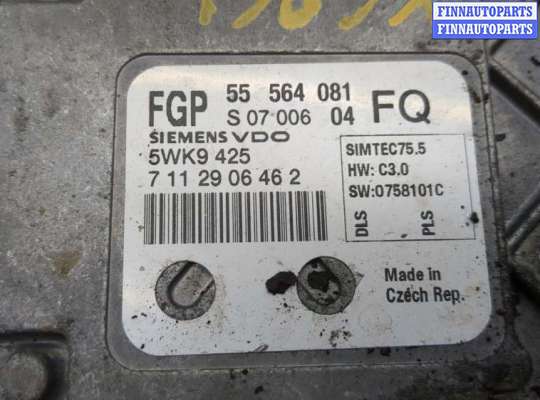 FINNAUTOPARTS
FINNAUTOPARTS
FGP 55 564 081 FQ
S 07 006 04
SIEMENS VDO
5WK9 425
7 11 29 06 46 2
SIMTEC75.5
HW: C3.0
SW:0758101C
DLS PLS
Made in
Czech Rep.